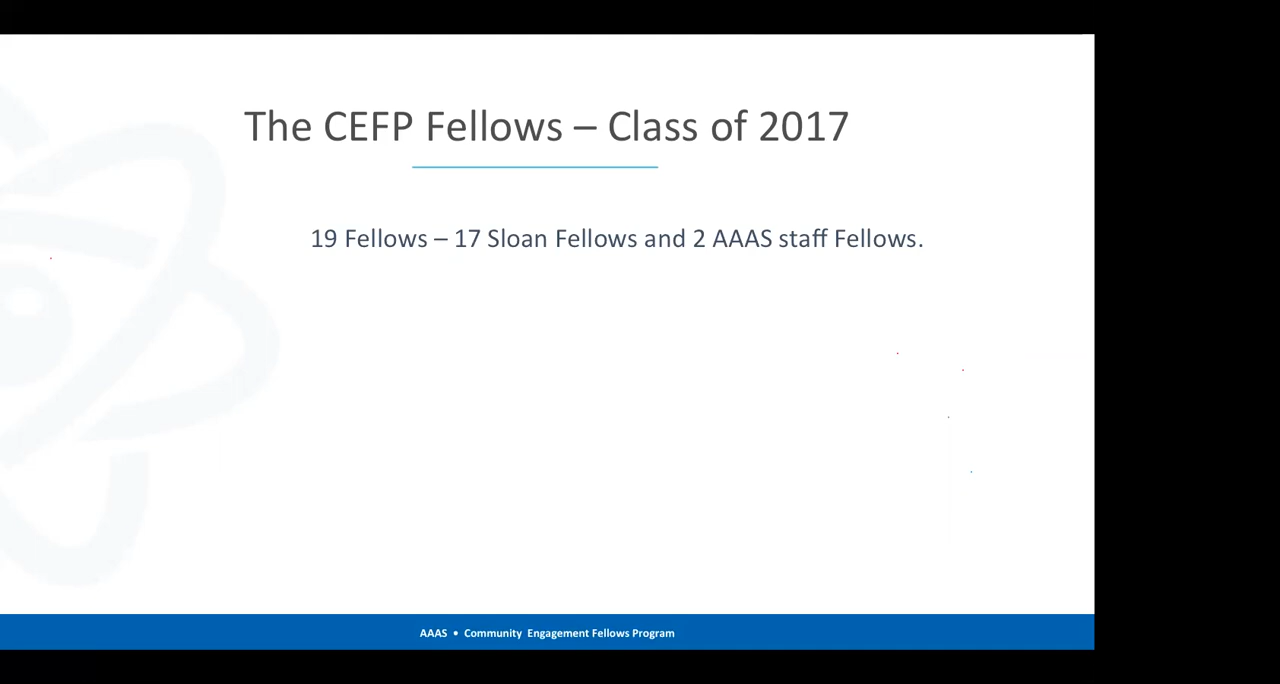 The CEFP Fellows – Class of 2017
19 Fellows – 17 Sloan Fellows and 2 AAAS staff Fellows.
AAAS • Community Engagement Fellows Program